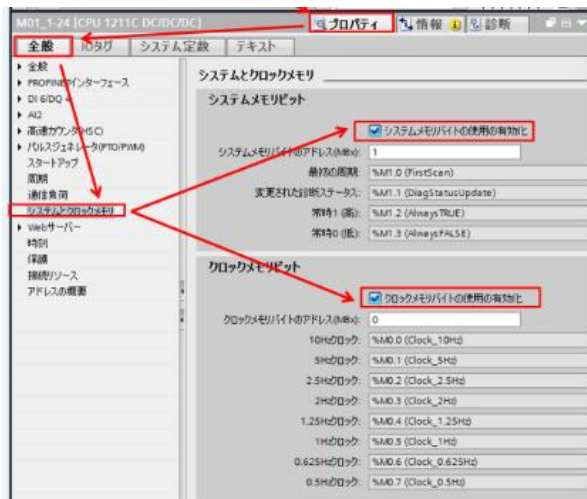 M01_1-24 [CPU 1211C DC/DC/DC]
プロパティ
情報
診断
全般
IOタグ
システム定数
テキスト
全般
PROFINETインターフェース
DI 6/DQ 4
AI2
高速カウンタ(HSC)
パルスジェネレータ(PTO/PWM)
スタートアップ
周期
通信負荷
システムとクロックメモリ
Webサーバー
時刻
保護
接続リソース
アドレスの概要
システムとクロックメモリ
システムメモリビット
システムメモリバイトの使用の有効化
システムメモリバイトのアドレス(MBx): 1
最初の周期: %M1.0 (FirstScan)
変更された診断ステータス: %M1.1 (DiagStatusUpdate)
常時1 (高): %M1.2 (AlwaysTRUE)
常時0 (低): %M1.3 (AlwaysFALSE)
クロックメモリビット
クロックメモリバイトの使用の有効化
クロックメモリバイトのアドレス(MBx): 0
10Hzクロック: %M0.0 (Clock_10Hz)
5Hzクロック: %M0.1 (Clock_5Hz)
2.5Hzクロック: %M0.2 (Clock_2.5Hz)
2Hzクロック: %M0.3 (Clock_2Hz)
1.25Hzクロック: %M0.4 (Clock_1.25Hz)
1Hzクロック: %M0.5 (Clock_1Hz)
0.625Hzクロック: %M0.6 (Clock_0.625Hz)
0.5Hzクロック: %M0.7 (Clock_0.5Hz)